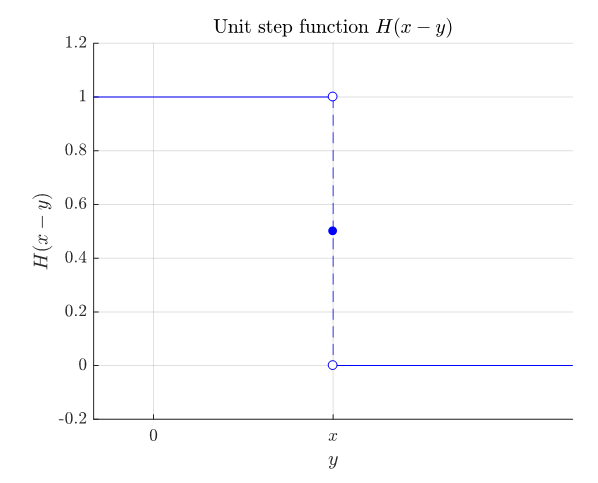 Unit step function H(x − y)
1.2
1
0.8
0.6
0.4
0.2
0
-0.2
H(x − y)
0
x
y